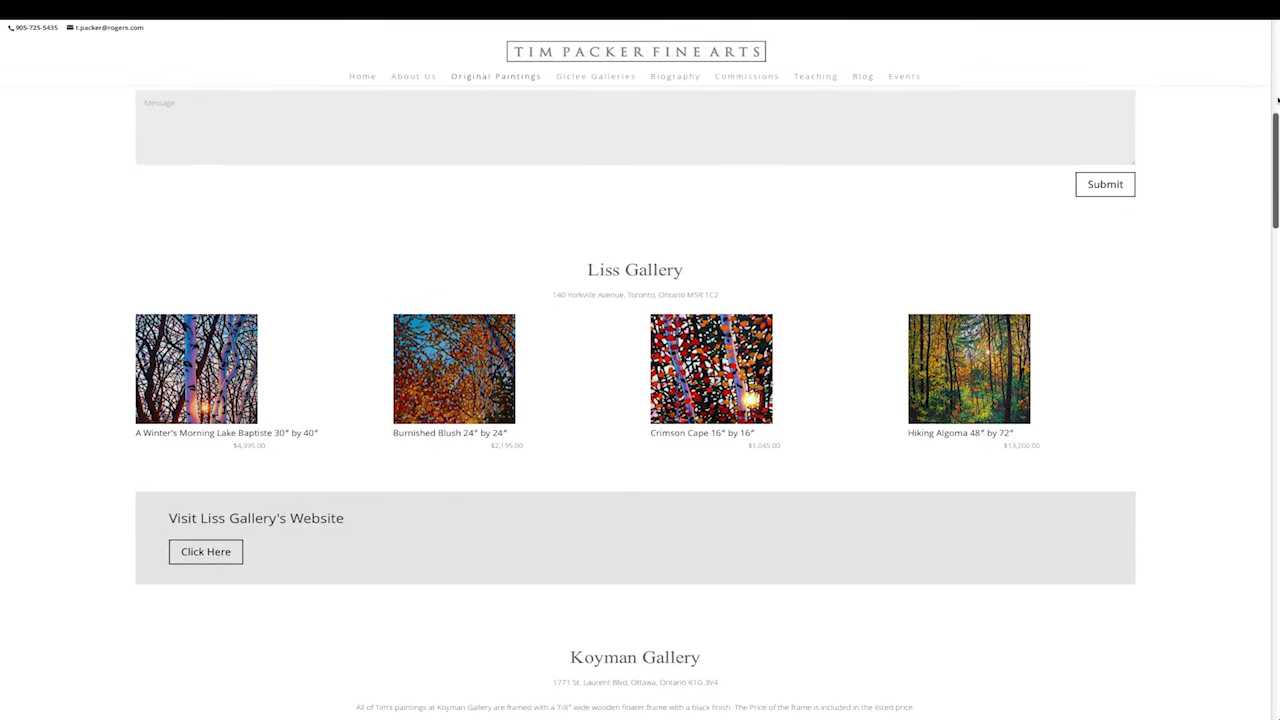 905-725-5435 t.packer@rogers.com
TIM PACKER FINE ARTS
Home About Us Original Paintings Giclee Galleries Biography Commissions Teaching Blog Events
Message
Submit
Liss Gallery
140 Yorkville Avenue, Toronto, Ontario M5R 1C2
A Winter's Morning Lake Baptiste 30″ by 40″ Burnished Blush 24″ by 24″ Crimson Cape 16″ by 16″ Hiking Algoma 48″ by 72″
$4,395.00 $2,195.00 $1,045.00 $13,200.00
Visit Liss Gallery's Website
Click Here
Koyman Gallery
1771 St. Laurent Blvd, Ottawa, Ontario K1G 3V4
All of Tim's paintings at Koyman Gallery are framed with a 7/8″ wide wooden floater frame with a black finish. The Price of the frame is included in the listed price